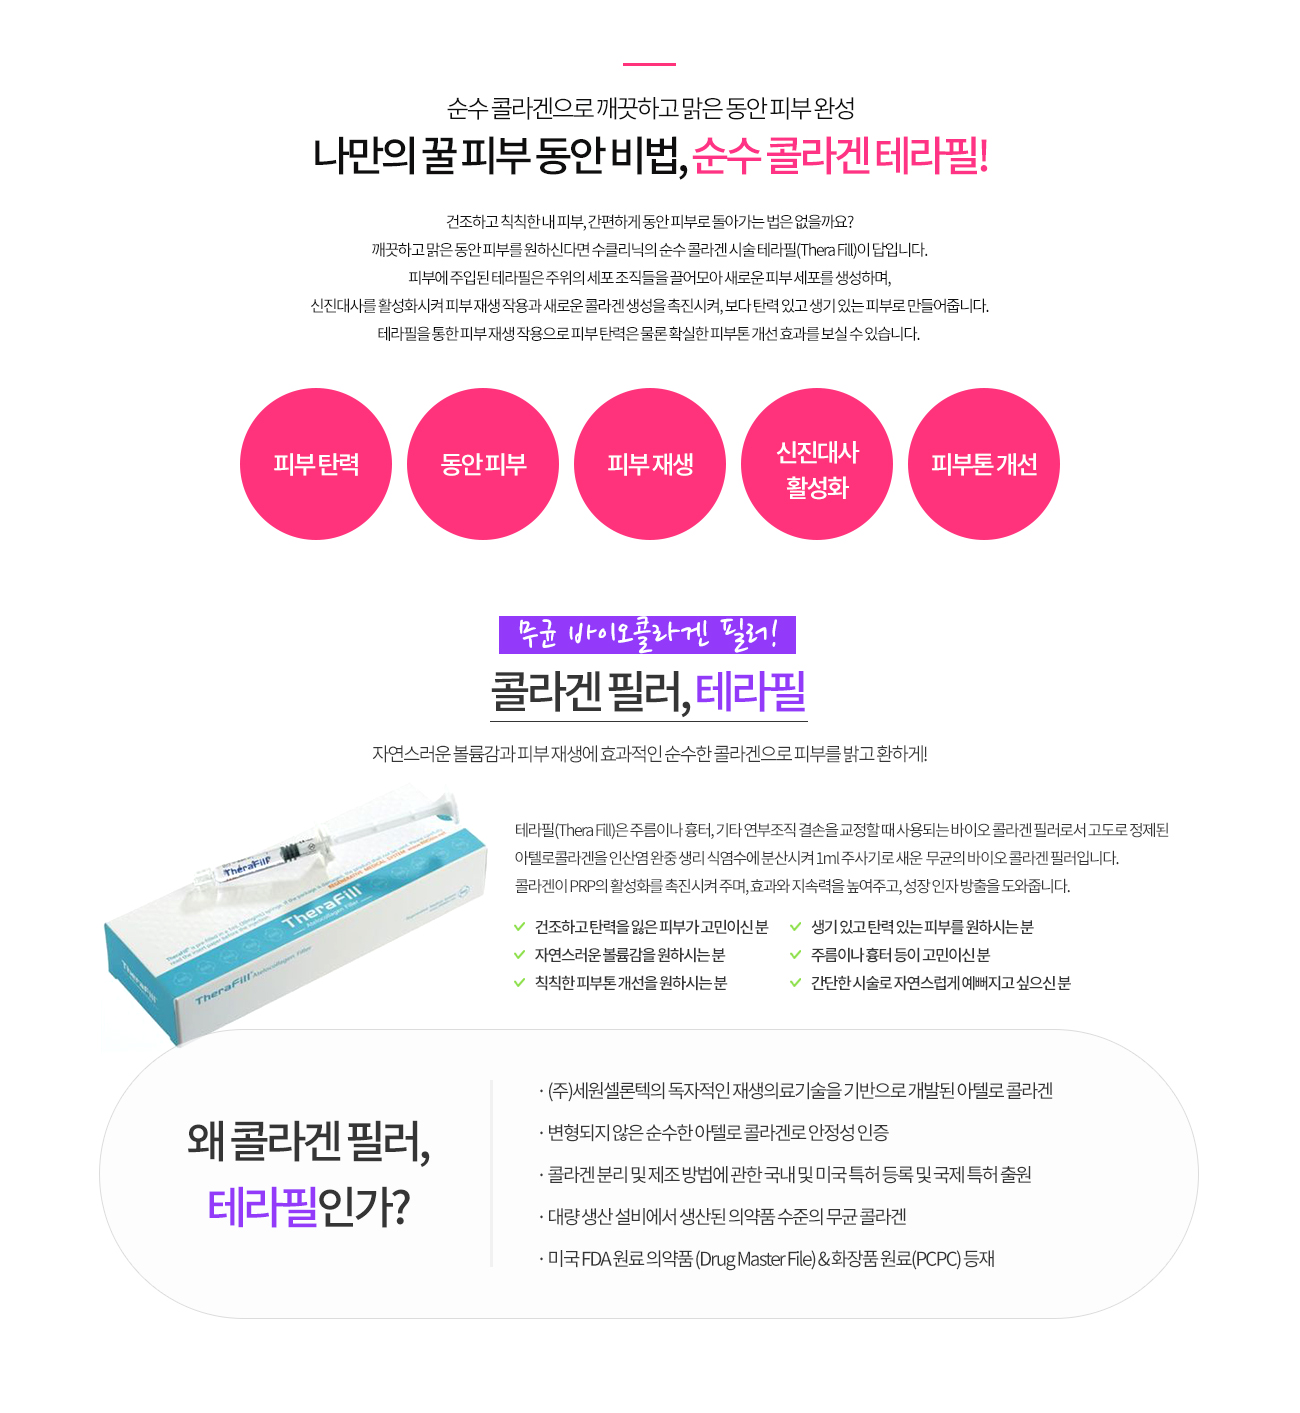 순수 콜라겐으로 깨끗하고 맑은 동안 피부 완성
나만의 꿀 피부 동안 비법, 순수 콜라겐 테라필!
건조하고 칙칙한 내 피부, 간편하게 동안 피부로 돌아가는 법은 없을까요?
깨끗하고 맑은 동안 피부를 원하신다면 수클리닉의 순수 콜라겐 시술 테라필(Thera Fill)이 답입니다.
피부에 주입된 테라필은 주위의 세포 조직들을 끌어모아 새로운 피부 세포를 생성하며,
신진대사를 활성화시켜 피부 재생 작용과 새로운 콜라겐 생성을 촉진시켜, 보다 탄력 있고 생기 있는 피부로 만들어줍니다.
테라필을 통한 피부 재생 작용으로 피부 탄력은 물론 확실한 피부톤 개선 효과를 보실 수 있습니다.
피부 탄력
동안 피부
피부 재생
신진대사
활성화
피부톤 개선
무균 바이오콜라겐 필러!
콜라겐 필러, 테라필
자연스러운 볼륨감과 피부 재생에 효과적인 순수한 콜라겐으로 피부를 밝고 환하게!
TheraFill
TheraFill
Atelocollagen Filler
REGENERATIVE MEDICAL SYSTEM
TheraFill
TheraFill Atelocollagen Filler
테라필(Thera Fill)은 주름이나 흉터, 기타 연부조직 결손을 교정할 때 사용되는 바이오 콜라겐 필러로서 고도로 정제된
아텔로콜라겐을 인산염 완중 생리 식염수에 분산시켜 1ml 주사기로 새운 무균의 바이오 콜라겐 필러입니다.
콜라겐이 PRP의 활성화를 촉진시켜 주며, 효과와 지속력을 높여주고, 성장 인자 방출을 도와줍니다.
건조하고 탄력을 잃은 피부가 고민이신 분
생기 있고 탄력 있는 피부를 원하시는 분
자연스러운 볼륨감을 원하시는 분
주름이나 흉터 등이 고민이신 분
칙칙한 피부톤 개선을 원하시는 분
간단한 시술로 자연스럽게 예뻐지고 싶으신 분
왜 콜라겐 필러,
테라필인가?
· (주)세원셀론텍의 독자적인 재생의료기술을 기반으로 개발된 아텔로 콜라겐
· 변형되지 않은 순수한 아텔로 콜라겐로 안정성 인증
· 콜라겐 분리 및 제조 방법에 관한 국내 및 미국 특허 등록 및 국제 특허 출원
· 대량 생산 설비에서 생산된 의약품 수준의 무균 콜라겐
· 미국 FDA 원료 의약품 (Drug Master File) & 화장품 원료(PCPC) 등재